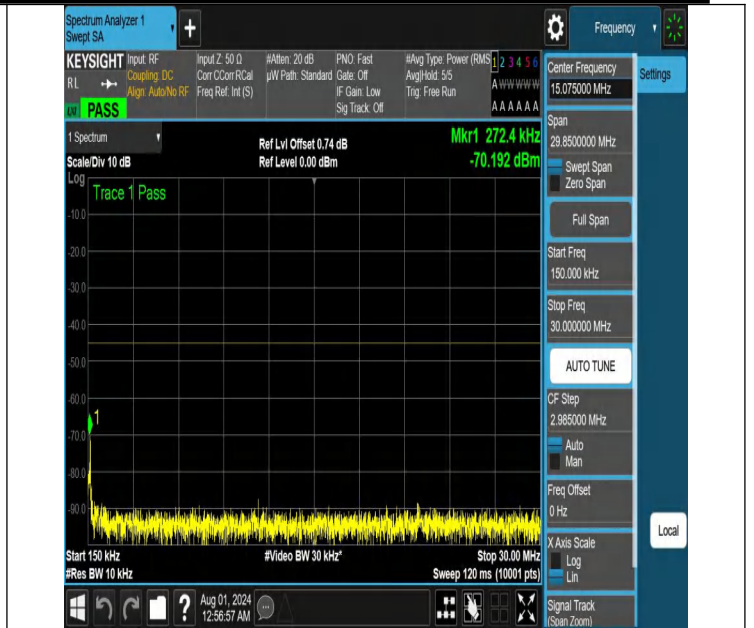 Spectrum Analyzer 1
Swept SA
+
Frequency
KEYSIGHT
RL
PASS
Input: RF
Coupling: DC
Align: Auto/No RF
Input Z: 50 Ω
Corr CCorr RCal
Freq Ref: Int (S)
#Atten: 20 dB
µW Path: Standard
PNO: Fast
Gate: Off
IF Gain: Low
Sig Track: Off
#Avg Type: Power (RMS
Avg|Hold: 5/5
Trig: Free Run
1 2 3 4 5 6
A W W W W W
A A A A A A
1 Spectrum
Scale/Div 10 dB
Ref Lvl Offset 0.74 dB
Ref Level 0.00 dBm
Mkr1 272.4 kHz
-70.192 dBm
Log
Trace 1 Pass
-10.0
-20.0
-30.0
-40.0
-50.0
-60.0
1
-70.0
-80.0
-90.0
Start 150 kHz
#Res BW 10 kHz
#Video BW 30 kHz*
Stop 30.00 MHz
Sweep 120 ms (10001 pts)
?
Aug 01, 2024
12:56:57 AM
Center Frequency
15.075000 MHz
Settings
Span
29.8500000 MHz
Swept Span
Zero Span
Full Span
Start Freq
150.000 kHz
Stop Freq
30.000000 MHz
AUTO TUNE
CF Step
2.985000 MHz
Auto
Man
Freq Offset
0 Hz
Local
X Axis Scale
Log
Lin
Signal Track
(Span Zoom)